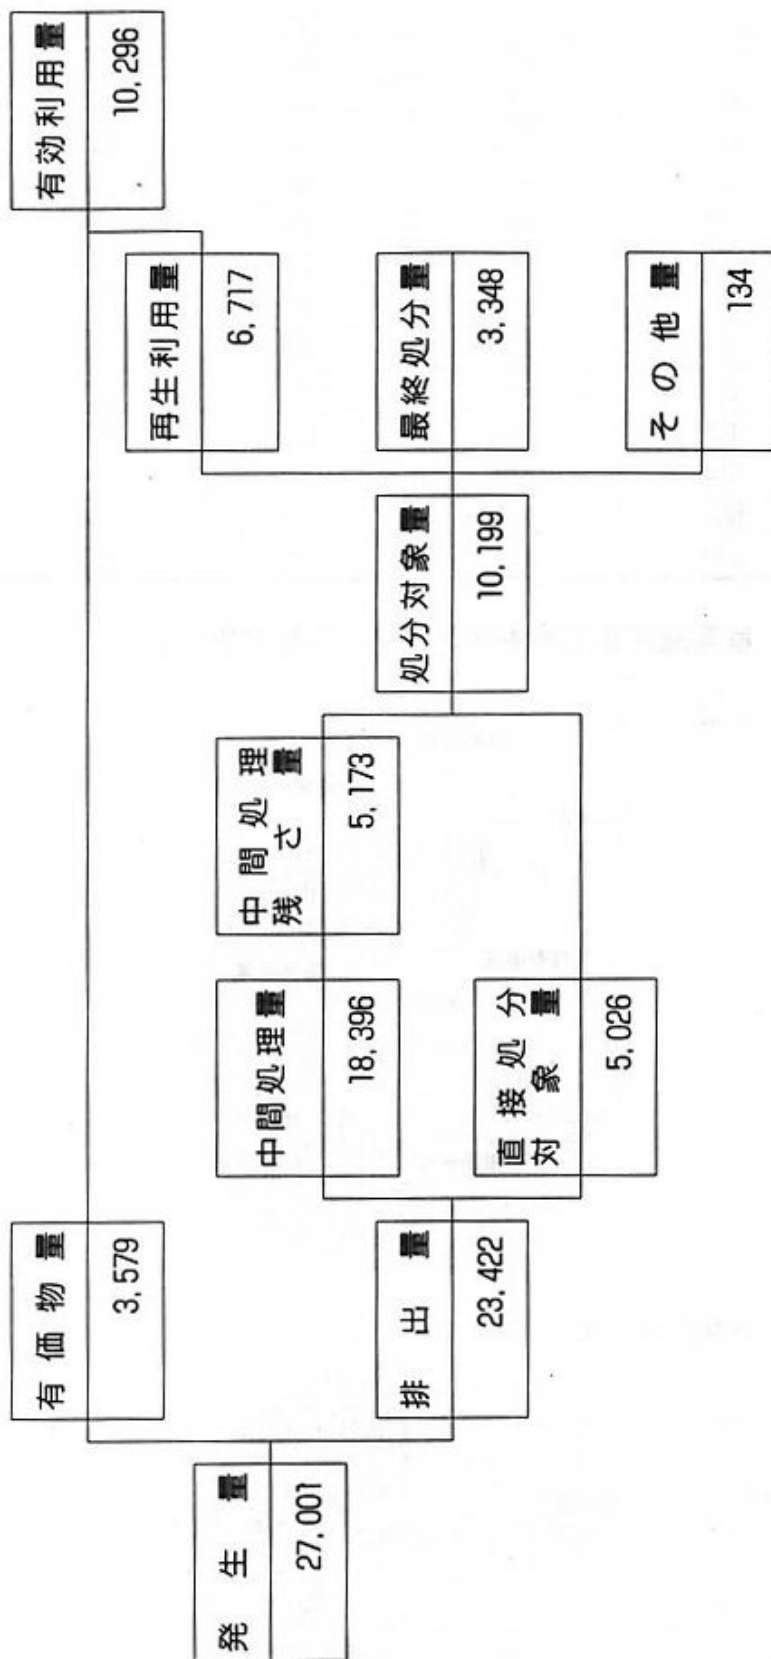 発生量
27,001
有価物量
3,579
排出量
23,422
中間処理量
18,396
直接処分
対象量
5,026
中間処理
残さ量
5,173
処分対象量
10,199
再生利用量
6,717
最終処分量
3,348
その他量
134
有効利用量
10,296